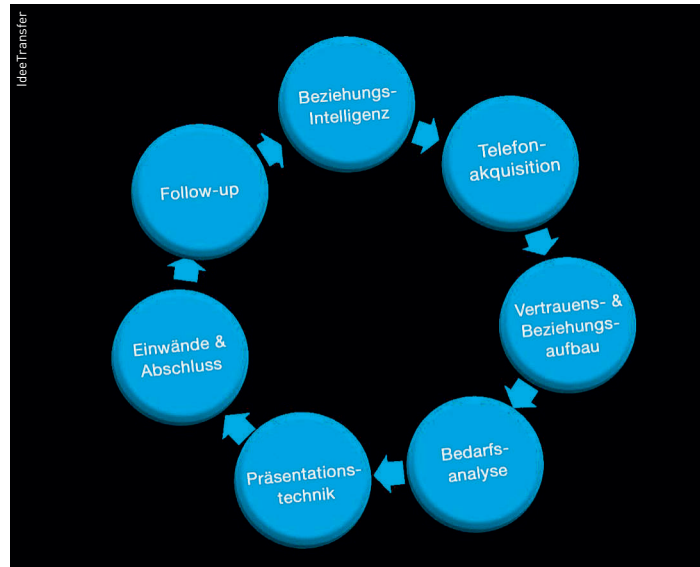 IdeeTransfer
Beziehungs-
Intelligenz
Telefon-
akquisition
Vertrauens- &
Beziehungs-
aufbau
Bedarfs-
analyse
Präsentations-
technik
Einwände &
Abschluss
Follow-up